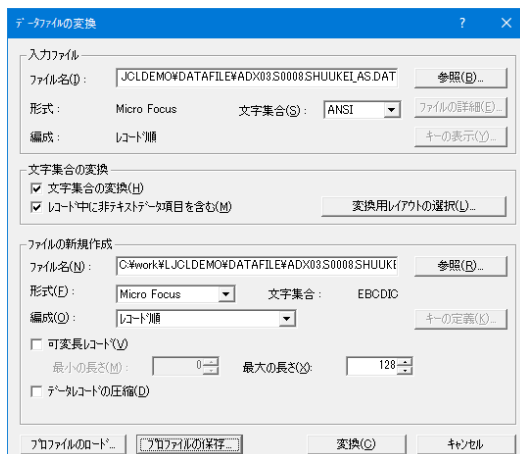 データファイルの変換
入力ファイル
ファイル名(I) : JCLDEMO¥DATAFILE¥ADX03.S0008.SHUUKEI_AS.DAT 参照(B)...
形式 : Micro Focus 文字集合(S) : ANSI ファイルの詳細(E)...
編成 : レコード順 キーの表示(Y)...
文字集合の変換
文字集合の変換(H)
レコード中に非テキストデータ項目を含む(M) 変換用レイアウトの選択(L)...
ファイルの新規作成
ファイル名(N) : C:¥work¥LJCLDEMO¥DATAFILE¥ADX03.S0008.SHUUKE 参照(R)...
形式(F) : Micro Focus 文字集合 : EBCDIC
編成(O) : レコード順 キーの定義(K)...
可変長レコード(V)
最小の長さ(M) : 0 最大の長さ(X): 128
データレコードの圧縮(D)
プロファイルのロード... プロファイルの保存... 変換(C) キャンセル